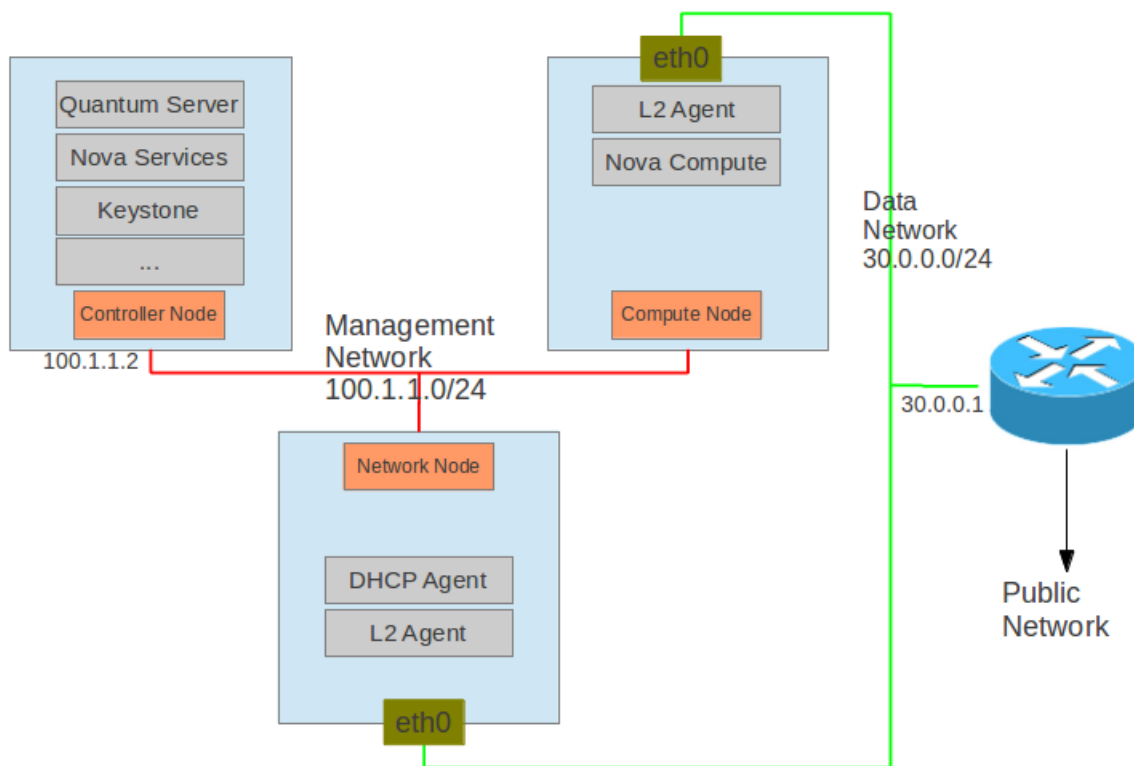 Quantum Server
Nova Services
Keystone
...
Controller Node
100.1.1.2
eth0
L2 Agent
Nova Compute
Compute Node
Management
Network
100.1.1.0/24
Data
Network
30.0.0.0/24
30.0.0.1
Network Node
DHCP Agent
L2 Agent
eth0
Public
Network